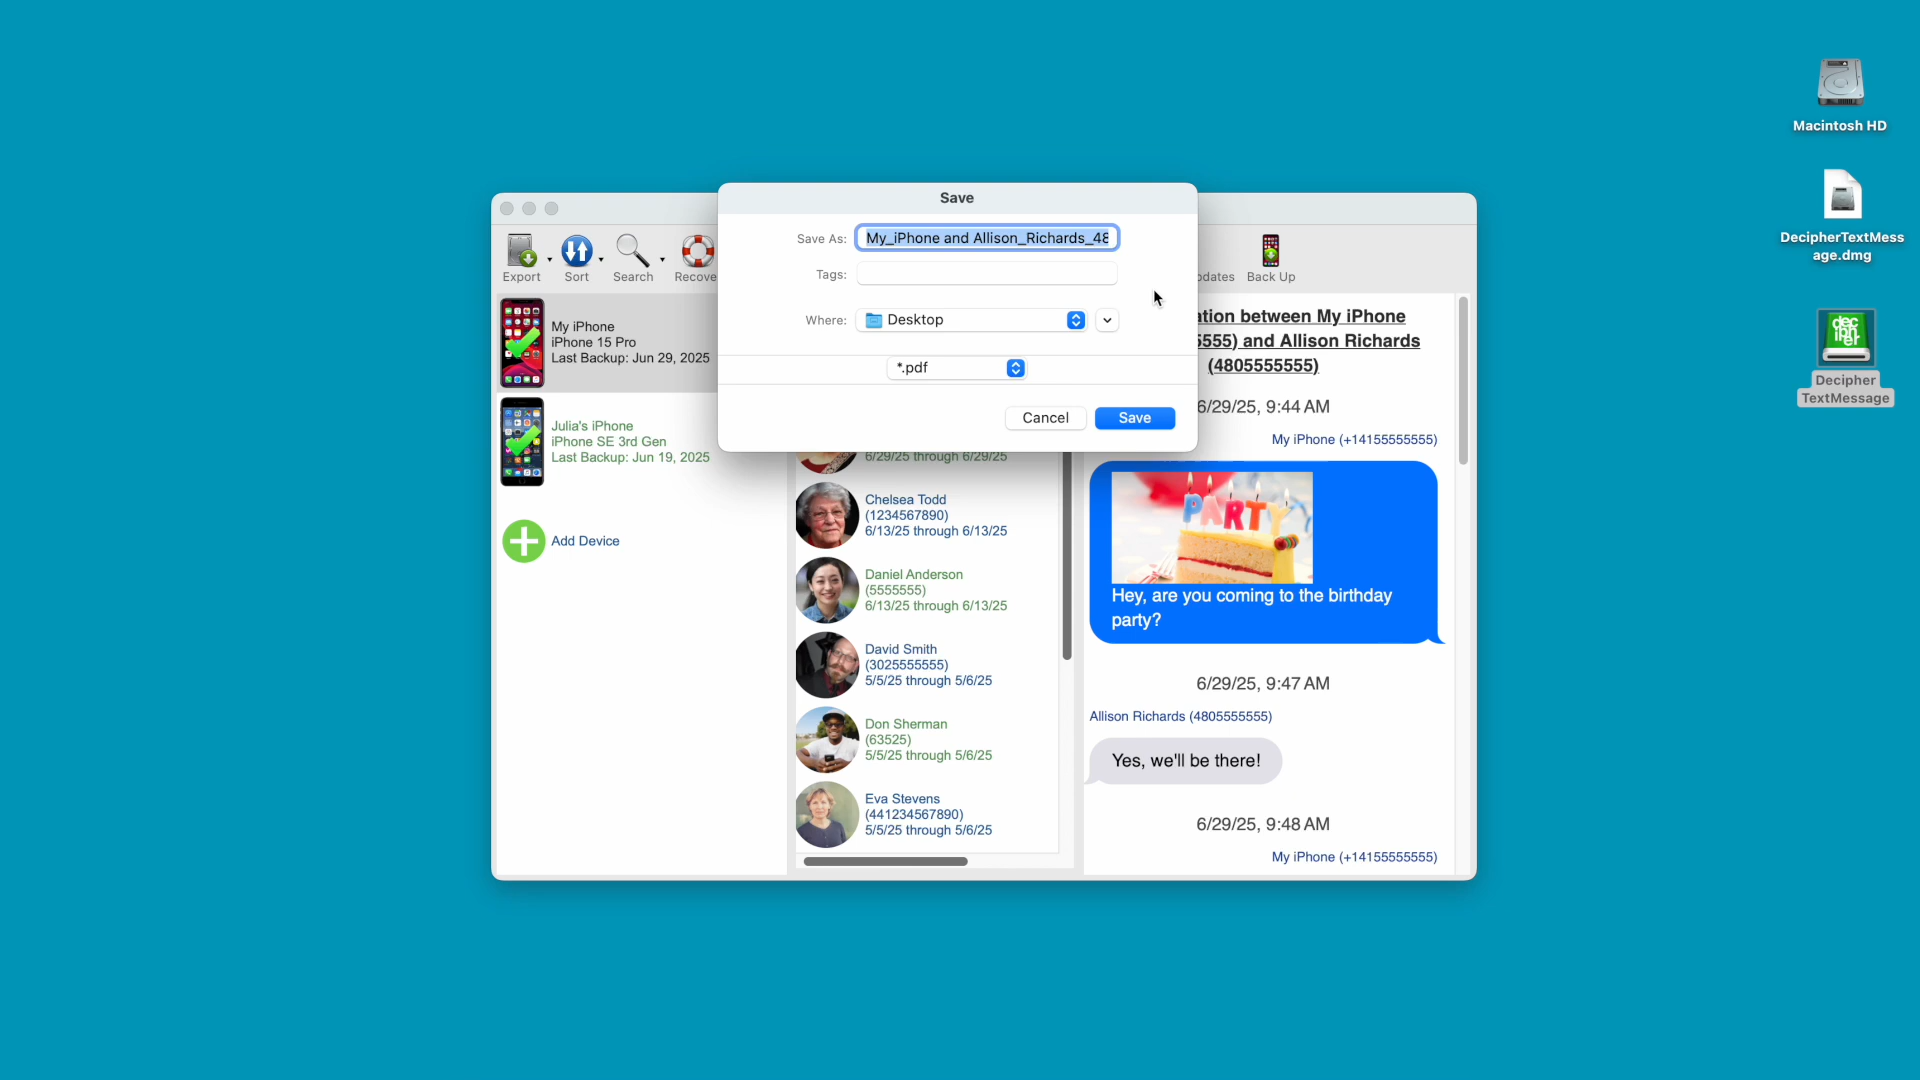 Macintosh HD
DecipherTextMess
age.dmg
Decipher
TextMessage
Save
Save As: My_iPhone and Allison_Richards_48
Tags:
Where: Desktop
*.pdf
Cancel Save
Export Sort Search Recove
pdates Back Up
My iPhone
iPhone 15 Pro
Last Backup: Jun 29, 2025
Julia's iPhone
iPhone SE 3rd Gen
Last Backup: Jun 19, 2025
Add Device
6/29/25 through 6/29/25
Chelsea Todd
(1234567890)
6/13/25 through 6/13/25
Daniel Anderson
(5555555)
6/13/25 through 6/13/25
David Smith
(3025555555)
5/5/25 through 5/6/25
Don Sherman
(63525)
5/5/25 through 5/6/25
Eva Stevens
(441234567890)
5/5/25 through 5/6/25
ation between My iPhone
5555) and Allison Richards
(4805555555)
6/29/25, 9:44 AM
My iPhone (+14155555555)
PARTY
Hey, are you coming to the birthday
party?
6/29/25, 9:47 AM
Allison Richards (4805555555)
Yes, we'll be there!
6/29/25, 9:48 AM
My iPhone (+14155555555)
dec
iph
er